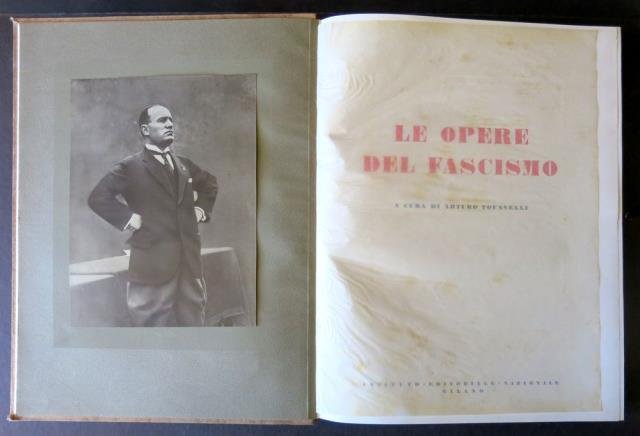 LE OPERE
DEL FASCISMO
A CURA DI ARTURO TOFANELLI
ISTITUTO · EDITORIALE · NAZIONALE
MILANO